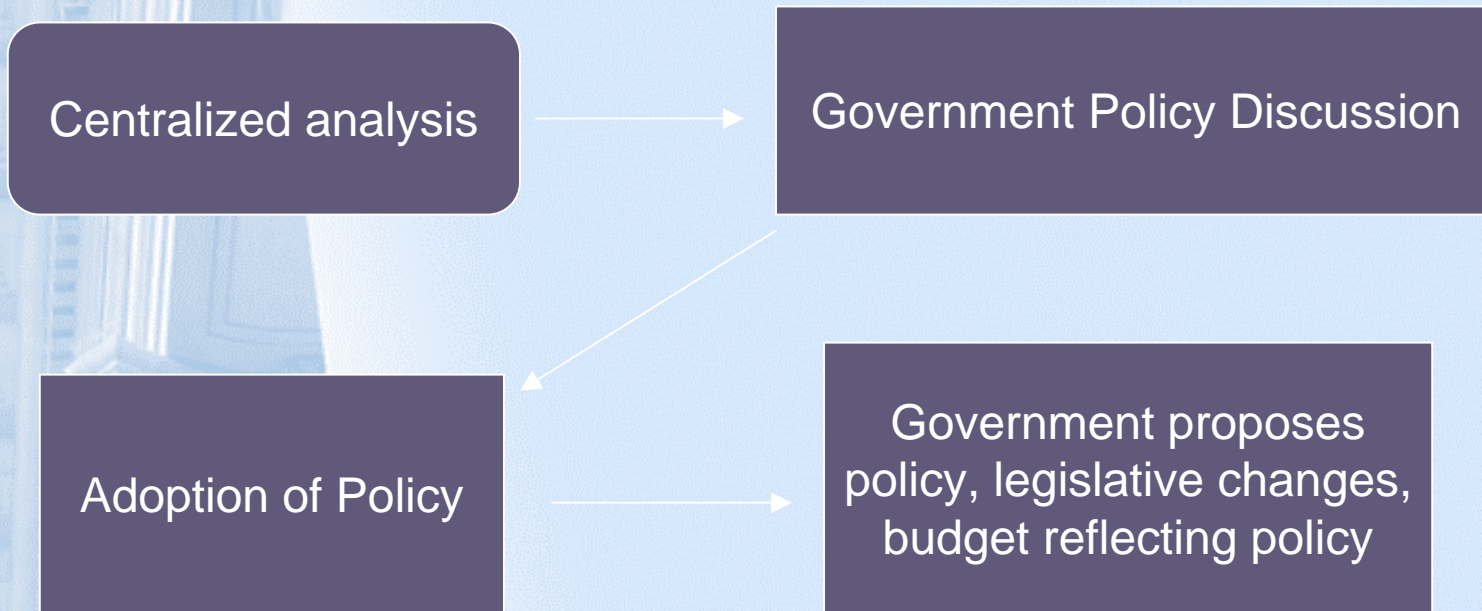 Centralized analysis
Government Policy Discussion
Adoption of Policy
Government proposes
policy, legislative changes,
budget reflecting policy